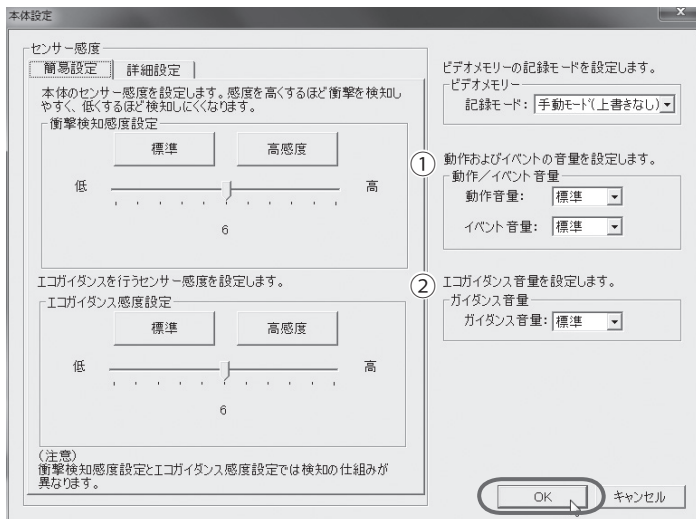 本体設定
センサー感度
簡易設定
詳細設定
本体のセンサー感度を設定します。感度を高くするほど衝撃を検知し
やすく、低くするほど検知しにくくなります。
衝撃検知感度設定
標準
高感度
低
高
6
エコガイダンスを行うセンサー感度を設定します。
エコガイダンス感度設定
標準
高感度
低
高
6
(注意)
衝撃検知感度設定とエコガイダンス感度設定では検知の仕組みが
異なります。
ビデオメモリーの記録モードを設定します。
ビデオメモリー
記録モード: 手動モード(上書きなし)
①
動作およびイベントの音量を設定します。
動作/イベント音量
動作音量: 標準
イベント音量: 標準
②
エコガイダンス音量を設定します。
ガイダンス音量
ガイダンス音量: 標準
OK
キャンセル